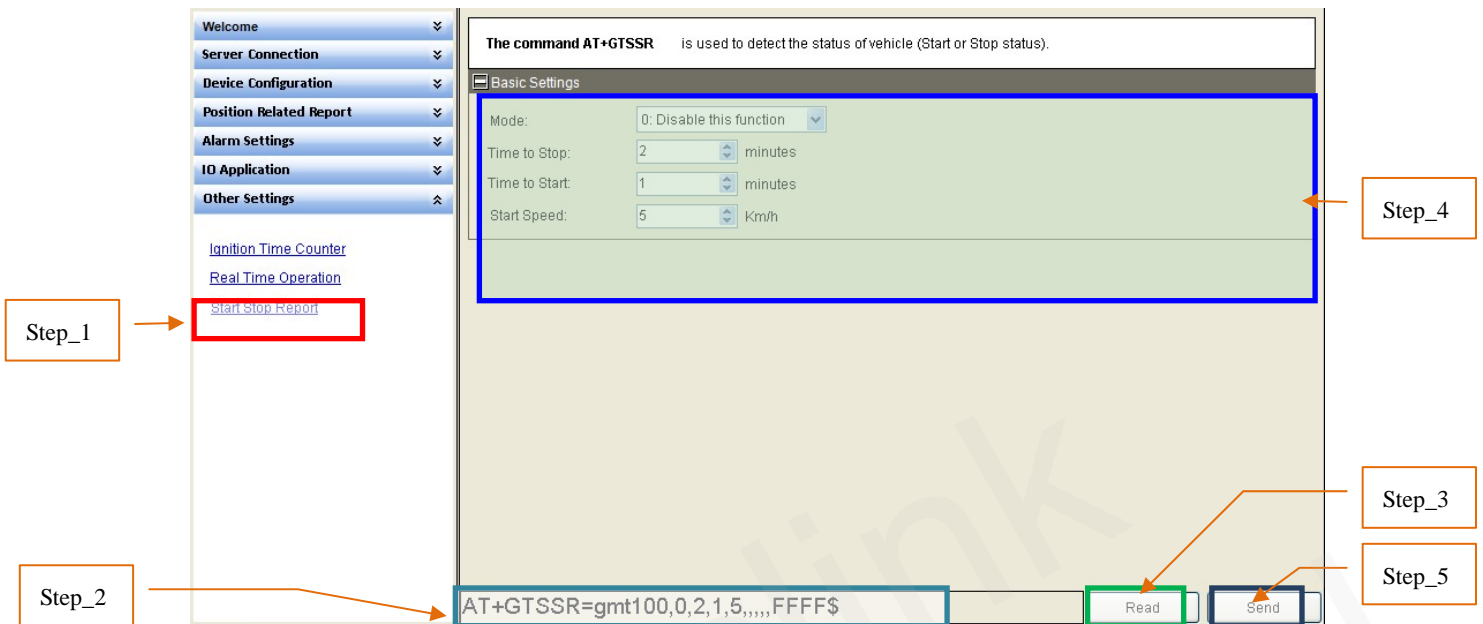 Welcome
Server Connection
Device Configuration
Position Related Report
Alarm Settings
IO Application
Other Settings
Ignition Time Counter
Real Time Operation
Start Stop Report
The command AT+GTSSR is used to detect the status of vehicle (Start or Stop status).
Basic Settings
Mode: 0: Disable this function
Time to Stop: 2 minutes
Time to Start: 1 minutes
Start Speed: 5 Km/h
Step_1
Step_4
Step_3
Step_2
AT+GTSSR=gmt100,0,2,1,5,,,,,FFFF$
Read
Send
Step_5